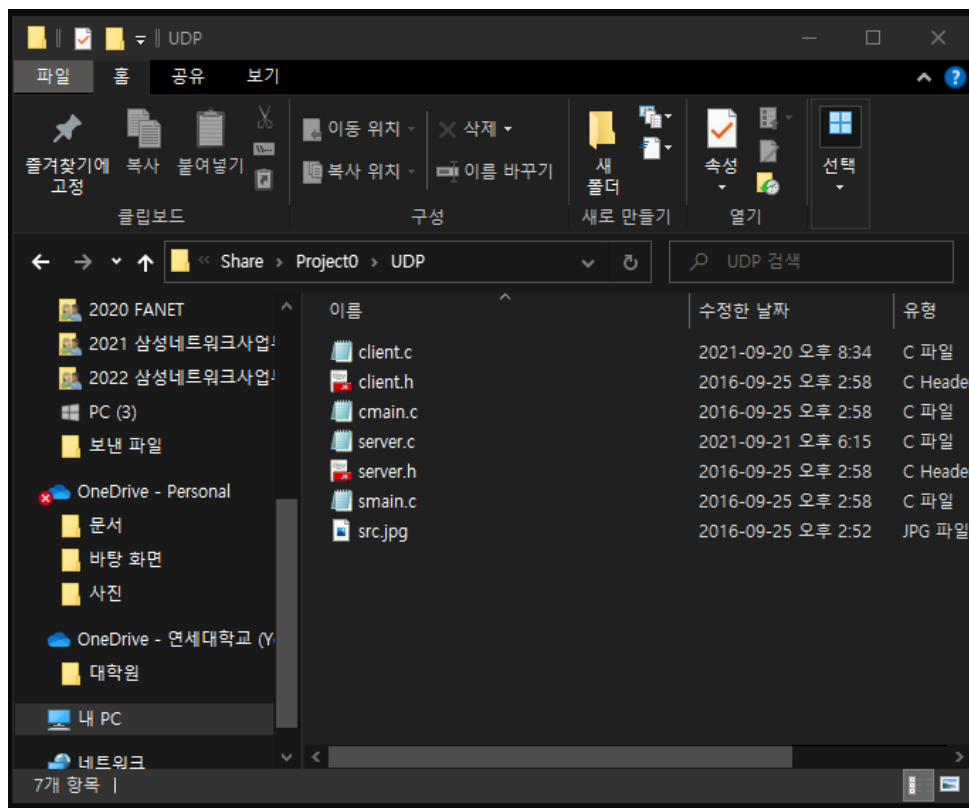 UDP
파일 홈 공유 보기
즐겨찾기에 고정
복사
붙여넣기
이동 위치
복사 위치
삭제
이름 바꾸기
새 폴더
속성
선택
클립보드
구성
새로 만들기
열기
Share > Project0 > UDP
UDP 검색
2020 FANET
2021 삼성네트워크사업
2022 삼성네트워크사업
PC (3)
보낸 파일
OneDrive - Personal
문서
바탕 화면
사진
OneDrive - 연세대학교 (Y
대학원
내 PC
네트워크
이름 수정한 날짜 유형
client.c 2021-09-20 오후 8:34 C 파일
client.h 2016-09-25 오후 2:58 C Heade
cmain.c 2016-09-25 오후 2:58 C 파일
server.c 2021-09-21 오후 6:15 C 파일
server.h 2016-09-25 오후 2:58 C Heade
smain.c 2016-09-25 오후 2:58 C 파일
src.jpg 2016-09-25 오후 2:52 JPG 파일
7개 항목